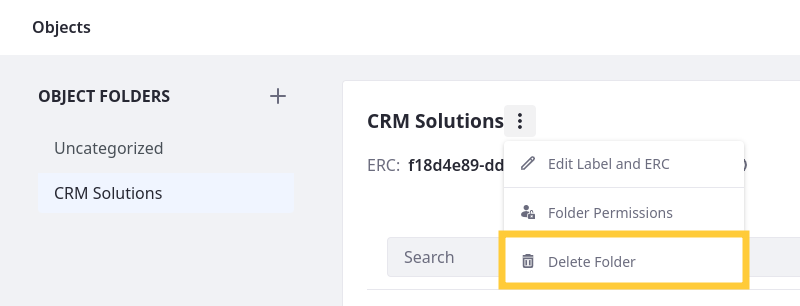 Objects
OBJECT FOLDERS
Uncategorized
CRM Solutions
CRM Solutions
ERC: f18d4e89-dd
Edit Label and ERC
Folder Permissions
Search
Delete Folder